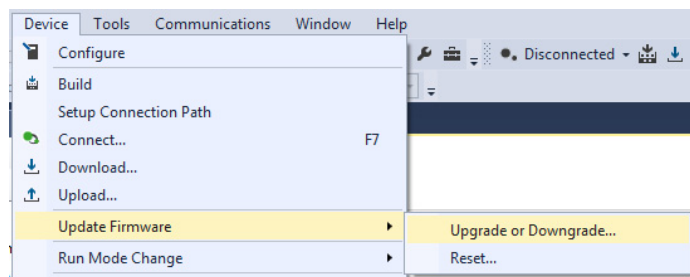 Device Tools Communications Window Help
Configure
Disconnected
Build
Setup Connection Path
Connect... F7
Download...
Upload...
Update Firmware
Upgrade or Downgrade...
Run Mode Change
Reset...